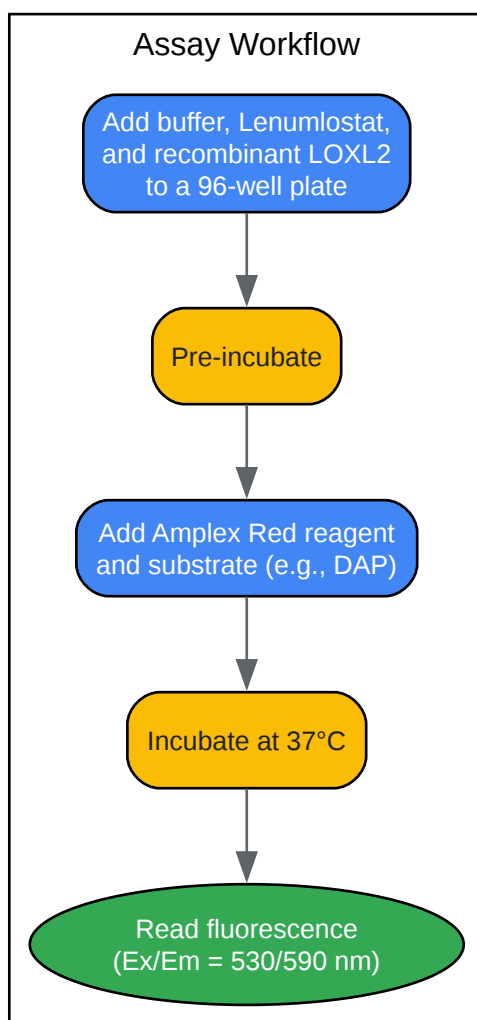 Assay Workflow
Add buffer, Lenumlostat,
and recombinant LOXL2
to a 96-well plate
Pre-incubate
Add Amplex Red reagent
and substrate (e.g., DAP)
Incubate at 37°C
Read fluorescence
(Ex/Em = 530/590 nm)